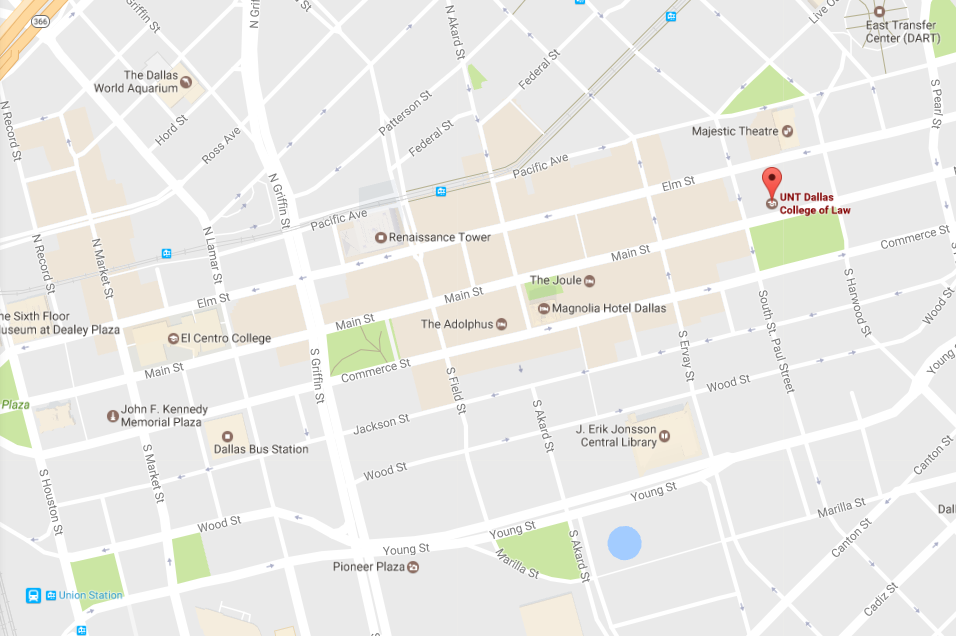 366
N Griffin St
N Griffin St
N Akard St
Live Oak
East Transfer
Center (DART)
The Dallas
World Aquarium
Federal St
Patterson St
Federal St
Hord St
Ross Ave
S Pearl St
N Record St
Majestic Theatre
Pacific Ave
Elm St
UNT Dallas
College of Law
N Griffin St
Pacific Ave
Renaissance Tower
Commerce St
N Record St
N Market St
N Lamar St
Main St
The Joule
Magnolia Hotel Dallas
Main St
Elm St
The Sixth Floor
Museum at Dealey Plaza
Main St
The Adolphus
El Centro College
S Harwood St
Wood St
South St. Paul Street
S Ervay St
Main St
Commerce St
S Griffin St
S Field St
Wood St
Young St
Plaza
John F. Kennedy
Memorial Plaza
Jackson St
S Akard St
J. Erik Jonsson
Central Library
Dallas Bus Station
S Market St
Wood St
Canton St
S Houston St
Young St
Marilla St
Wood St
Young St
Canton St
Young St
Marilla St
S Akard St
Pioneer Plaza
Union Station
Cadiz St